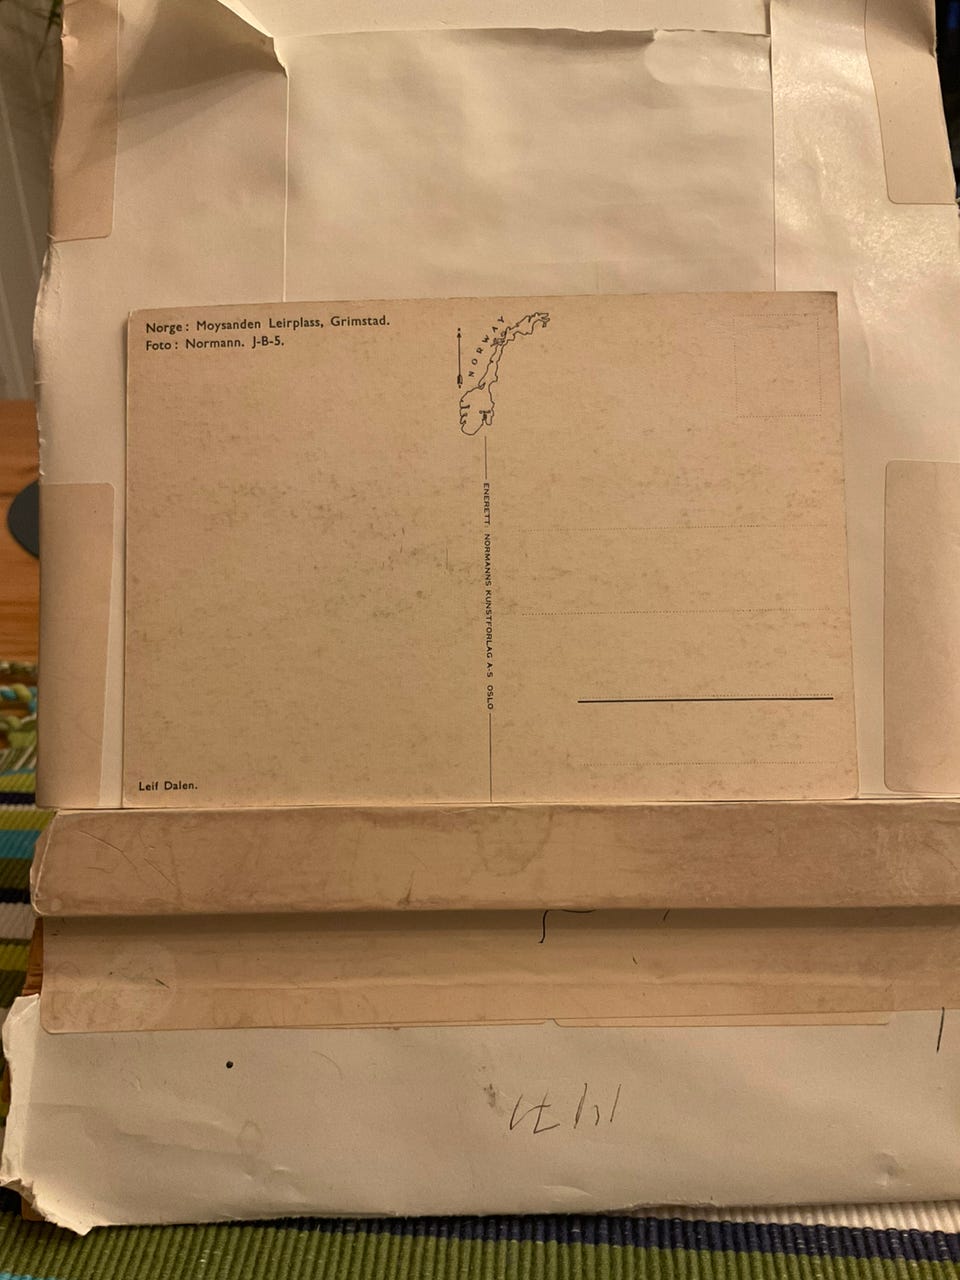 Norge: Moysanden Leirplass, Grimstad.
Foto: Normann. J-B-5.
NORWAY
ENERETT: NORMANNS KUNSTFORLAG A-S OSLO
Leif Dalen.